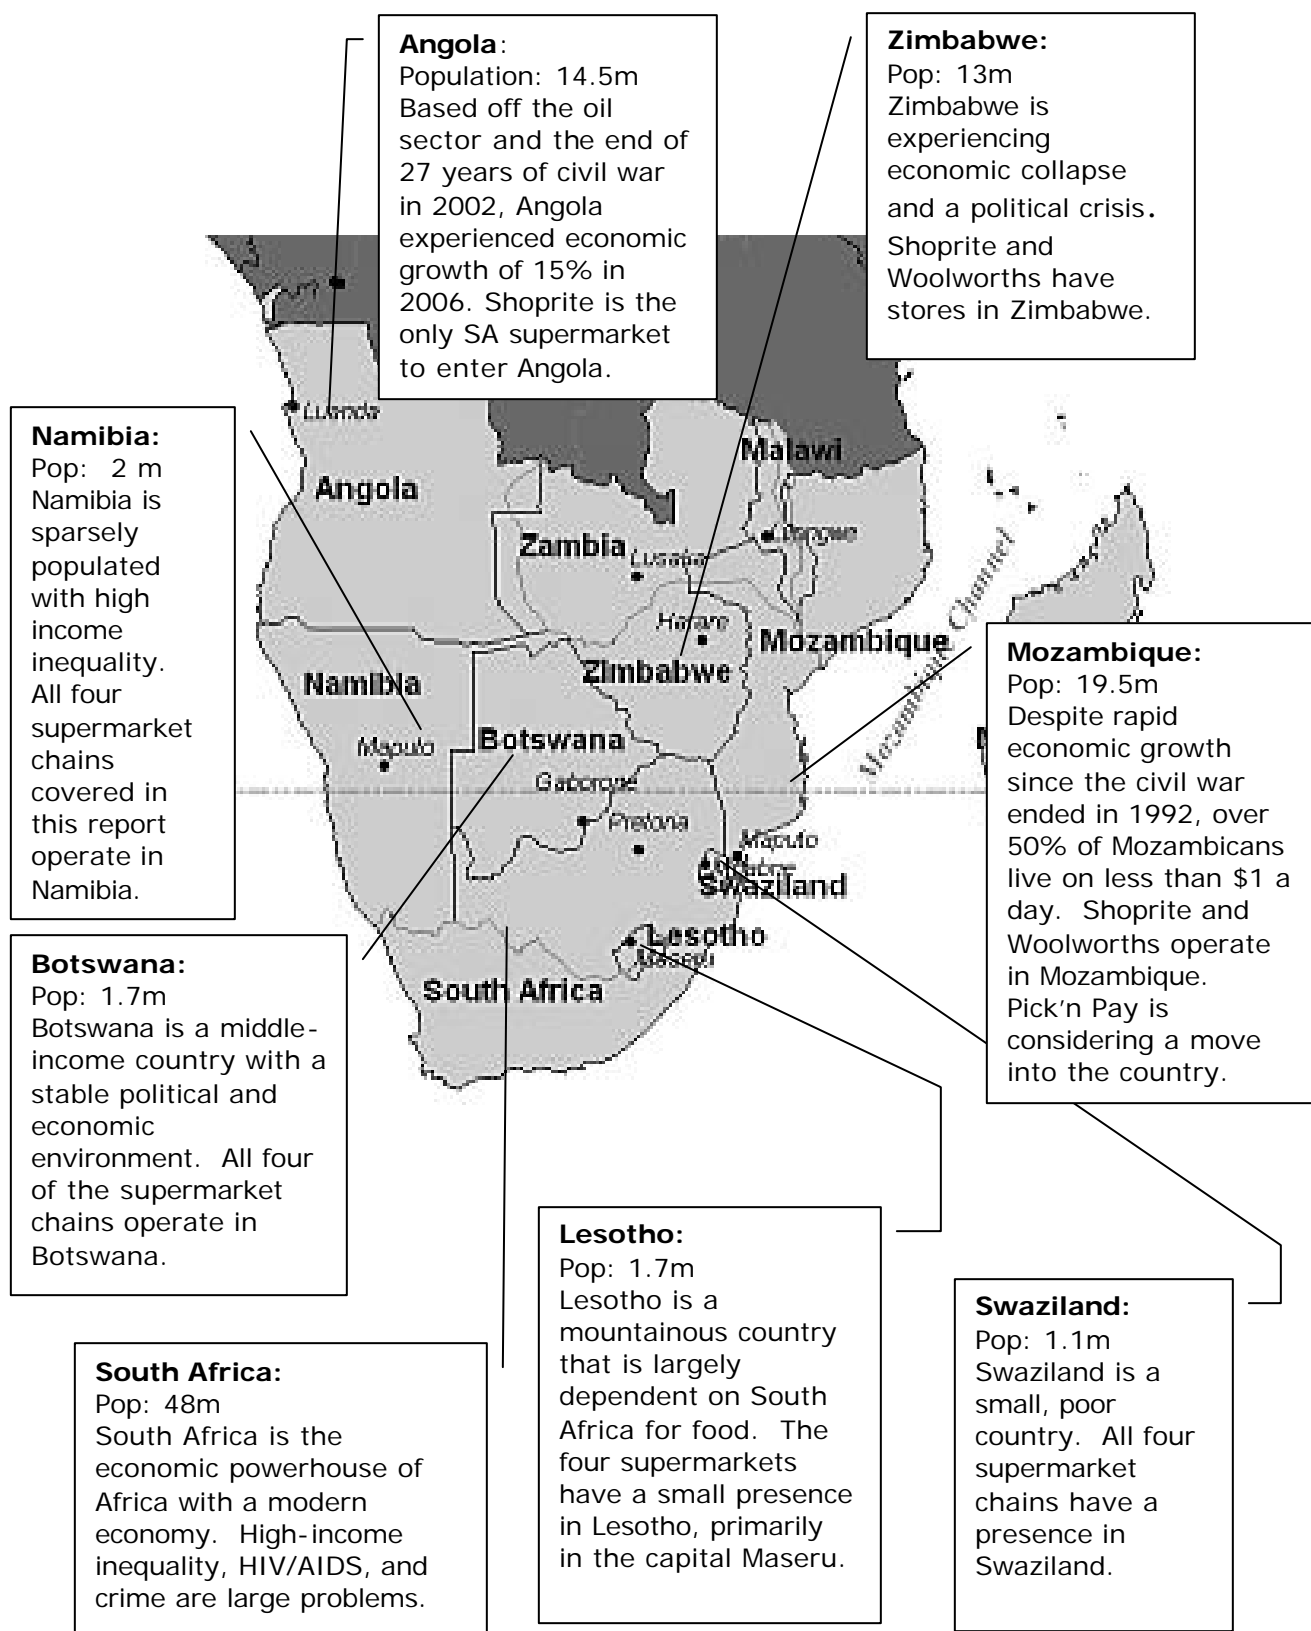 Angola:
Population: 14.5m
Based off the oil
sector and the end of
27 years of civil war
in 2002, Angola
experienced economic
growth of 15% in
2006. Shoprite is the
only SA supermarket
to enter Angola.
Zimbabwe:
Pop: 13m
Zimbabwe is
experiencing
economic collapse
and a political crisis.
Shoprite and
Woolworths have
stores in Zimbabwe.
Namibia:
Pop: 2 m
Namibia is
sparsely
populated
with high
income
inequality.
All four
supermarket
chains
covered in
this report
operate in
Namibia.
Luanda
Angola
Malawi
Zambia
Lusaka
Harare
Zimbabwe
Mozambique
Mozambique Channel
Namibia
Maputo
Botswana
Gaborone
Pretoria
Maputo
Swaziland
Lesotho
Maseru
South Africa
Mozambique:
Pop: 19.5m
Despite rapid
economic growth
since the civil war
ended in 1992, over
50% of Mozambicans
live on less than $1 a
day. Shoprite and
Woolworths operate
in Mozambique.
Pick'n Pay is
considering a move
into the country.
Botswana:
Pop: 1.7m
Botswana is a middle-
income country with a
stable political and
economic
environment. All four
of the supermarket
chains operate in
Botswana.
Lesotho:
Pop: 1.7m
Lesotho is a
mountainous country
that is largely
dependent on South
Africa for food. The
four supermarkets
have a small presence
in Lesotho, primarily
in the capital Maseru.
Swaziland:
Pop: 1.1m
Swaziland is a
small, poor
country. All four
supermarket
chains have a
presence in
Swaziland.
South Africa:
Pop: 48m
South Africa is the
economic powerhouse of
Africa with a modern
economy. High-income
inequality, HIV/AIDS, and
crime are large problems.